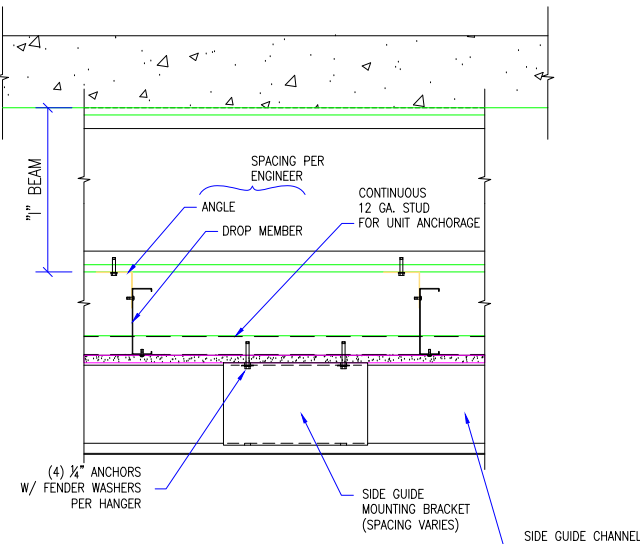 SPACING PER
ENGINEER
ANGLE
DROP MEMBER
CONTINUOUS
12 GA. STUD
FOR UNIT ANCHORAGE
"I" BEAM
(4) ¼" ANCHORS
W/ FENDER WASHERS
PER HANGER
SIDE GUIDE
MOUNTING BRACKET
(SPACING VARIES)
SIDE GUIDE CHANNEL